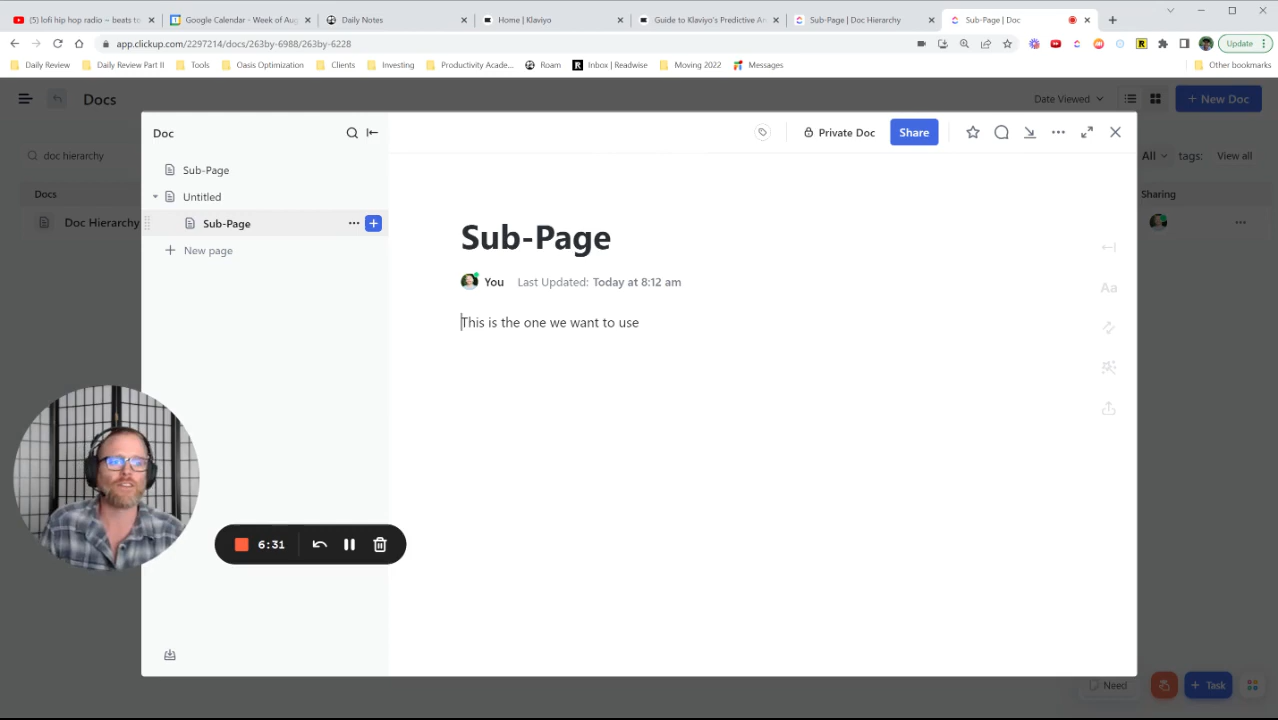 (5) lofi hip hop radio ~ beats to
Google Calendar - Week of Aug
Daily Notes
Home | Klaviyo
Guide to Klaviyo's Predictive An
Sub-Page | Doc Hierarchy
Sub-Page | Doc
app.clickup.com/2297214/docs/263by-6988/263by-6228
Update
Daily Review
Daily Review Part II
Tools
Oasis Optimization
Clients
Investing
Productivity Acade...
Roam
Inbox | Readwise
Moving 2022
Messages
Other bookmarks
Docs
Date Viewed
+ New Doc
Doc
Private Doc
Share
doc hierarchy
All
tags:
View all
Sub-Page
Docs
Sharing
Untitled
Doc Hierarchy
Sub-Page
Sub-Page
New page
You Last Updated: Today at 8:12 am
Aa
This is the one we want to use
6:31
Need
+ Task